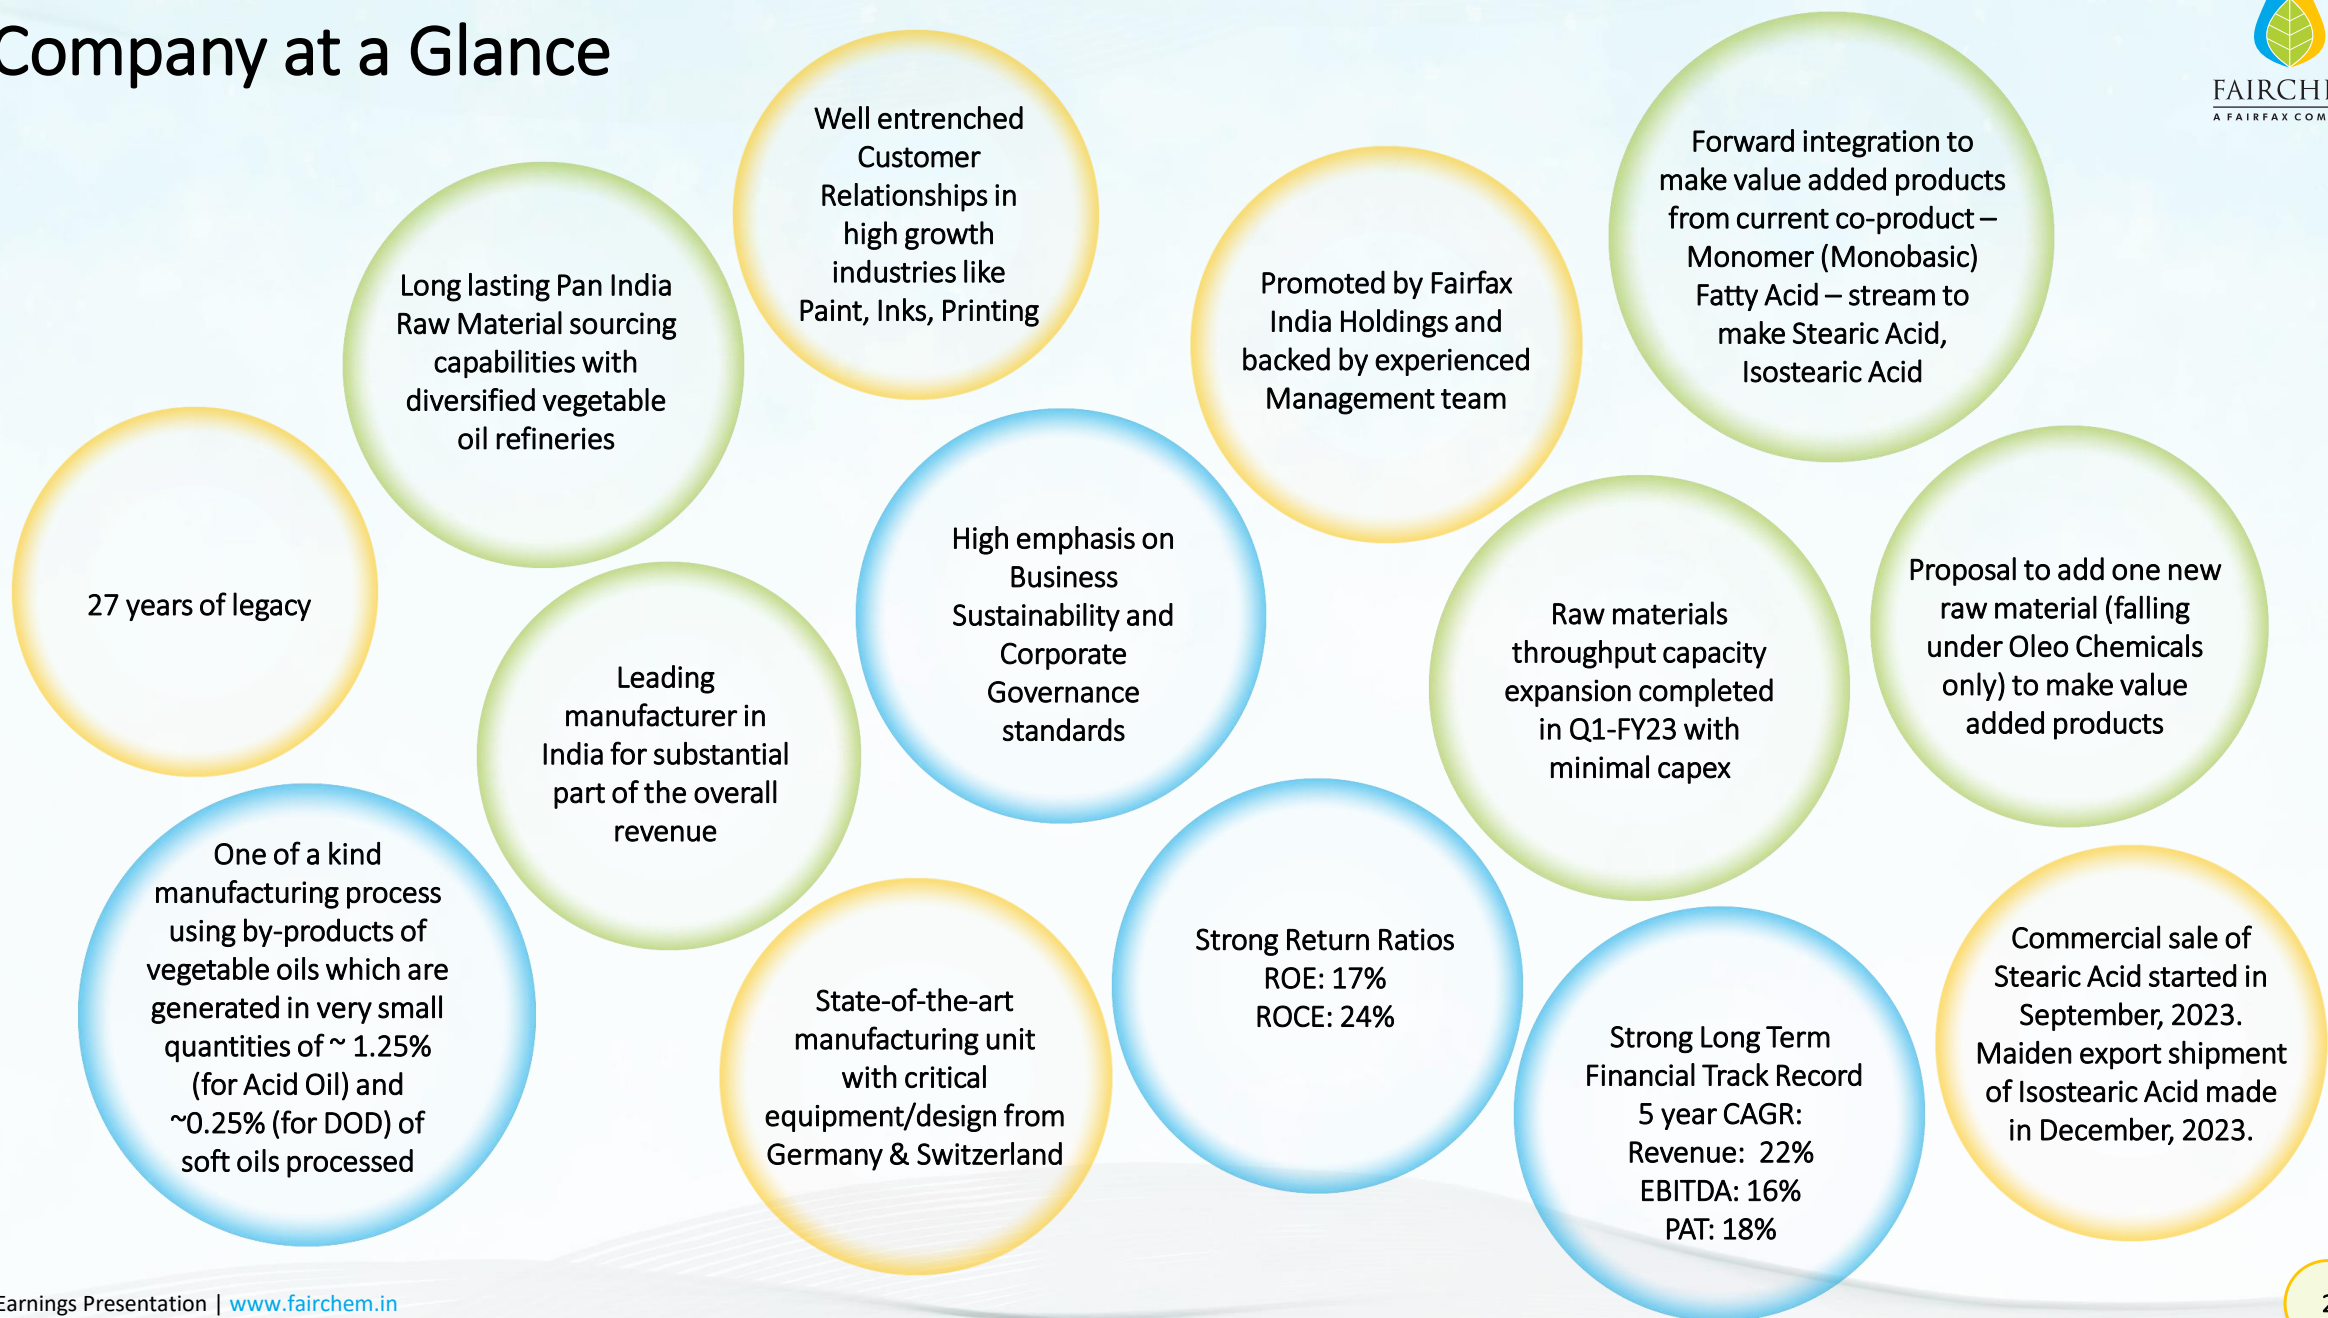 Company at a Glance
FAIRCHE
A FAIRFAX COM
Well entrenched
Customer
Relationships in
high growth
industries like
Paint, Inks, Printing
Forward integration to
make value added products
from current co-product –
Monomer (Monobasic)
Fatty Acid – stream to
make Stearic Acid,
Isostearic Acid
Long lasting Pan India
Raw Material sourcing
capabilities with
diversified vegetable
oil refineries
Promoted by Fairfax
India Holdings and
backed by experienced
Management team
27 years of legacy
High emphasis on
Business
Sustainability and
Corporate
Governance
standards
Proposal to add one new
raw material (falling
under Oleo Chemicals
only) to make value
added products
Raw materials
throughput capacity
expansion completed
in Q1-FY23 with
minimal capex
Leading
manufacturer in
India for substantial
part of the overall
revenue
One of a kind
manufacturing process
using by-products of
vegetable oils which are
generated in very small
quantities of ~ 1.25%
(for Acid Oil) and
~0.25% (for DOD) of
soft oils processed
State-of-the-art
manufacturing unit
with critical
equipment/design from
Germany & Switzerland
Strong Return Ratios
ROE: 17%
ROCE: 24%
Strong Long Term
Financial Track Record
5 year CAGR:
Revenue: 22%
EBITDA: 16%
PAT: 18%
Commercial sale of
Stearic Acid started in
September, 2023.
Maiden export shipment
of Isostearic Acid made
in December, 2023.
Earnings Presentation | www.fairchem.in
2